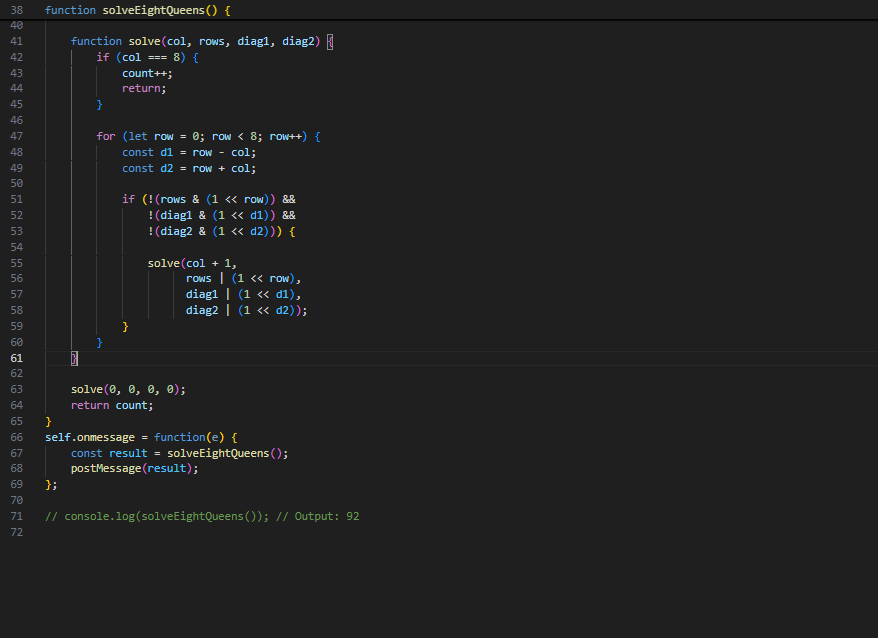 38 function solveEightQueens() {
40
41     function solve(col, rows, diag1, diag2) {
42         if (col === 8) {
43             count++;
44             return;
45         }
46
47         for (let row = 0; row < 8; row++) {
48             const d1 = row - col;
49             const d2 = row + col;
50
51             if (!(rows & (1 << row)) &&
52                 !(diag1 & (1 << d1)) &&
53                 !(diag2 & (1 << d2))) {
54
55                 solve(col + 1,
56                       rows | (1 << row),
57                       diag1 | (1 << d1),
58                       diag2 | (1 << d2));
59             }
60         }
61     }
62
63     solve(0, 0, 0, 0);
64     return count;
65 }
66 self.onmessage = function(e) {
67     const result = solveEightQueens();
68     postMessage(result);
69 };
70
71 // console.log(solveEightQueens()); // Output: 92
72